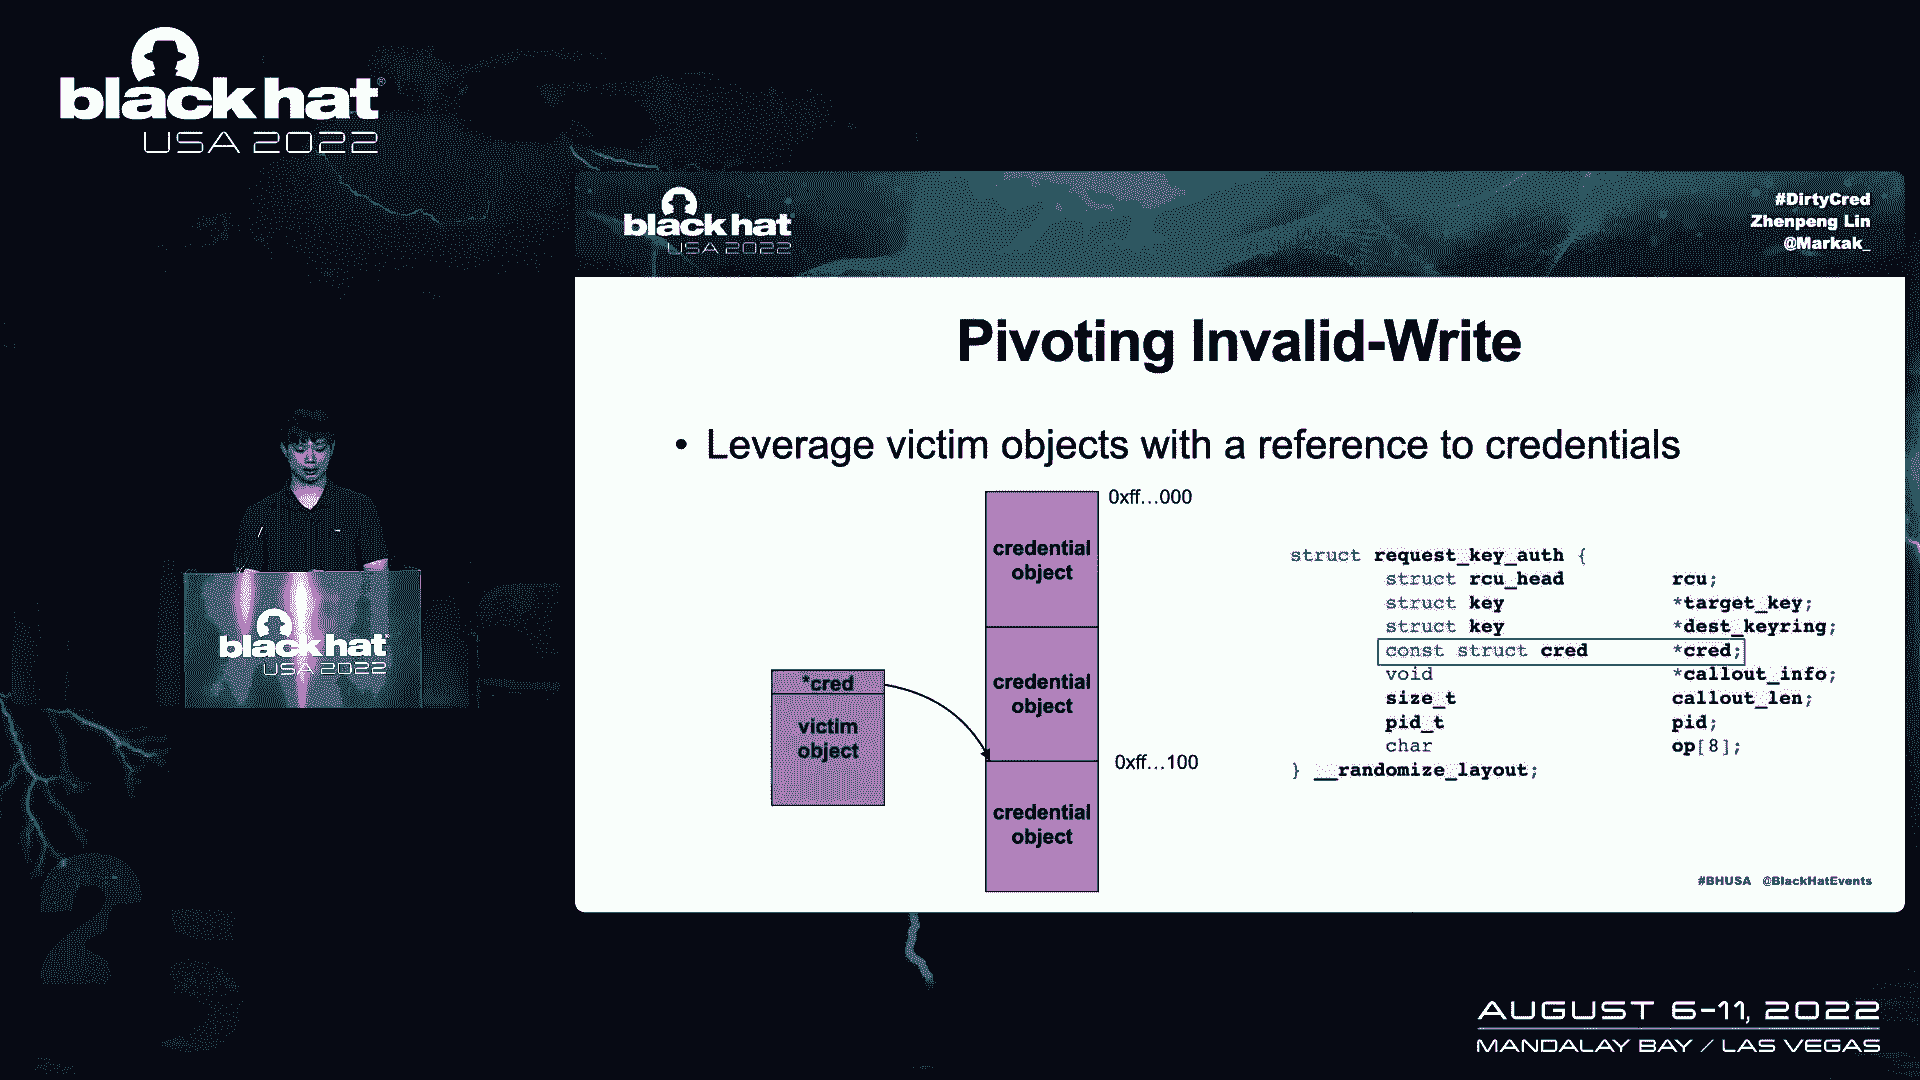 black hat®
USA 2022
black hat
USA 2022
#DirtyCred
Zhenpeng Lin
@Markak_
Pivoting Invalid-Write
• Leverage victim objects with a reference to credentials
0xff...000
credential
object
credential
object
0xff...100
credential
object
*cred
victim
object
struct request_key_auth {
struct rcu_head rcu;
struct key *target_key;
struct key *dest_keyring;
const struct cred *cred;
void *callout_info;
size_t callout_len;
pid_t pid;
char op[8];
} __randomize_layout;
#BHUSA @BlackHatEvents
black hat
USA 2022
AUGUST 6-11, 2022
MANDALAY BAY / LAS VEGAS